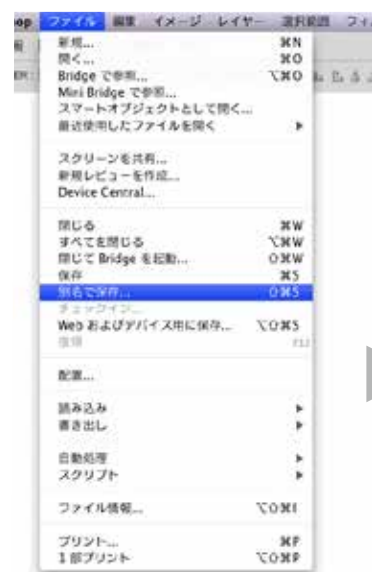 op ファイル 編集 イメージ レイヤー 選択範囲 フィ
新規... ⌘N
開く... ⌘O
Bridge で参照... ⌥⌘O
Mini Bridge で参照...
スマートオブジェクトとして開く...
最近使用したファイルを開く ▶
スクリーンを共有...
新規レビューを作成...
Device Central...
閉じる ⌘W
すべてを閉じる ⌥⌘W
閉じて Bridge を起動... ⇧⌘W
保存 ⌘S
別名で保存... ⇧⌘S
チェックイン...
Web およびデバイス用に保存... ⌥⇧⌘S
復帰 F12
配置...
読み込み ▶
書き出し ▶
自動処理 ▶
スクリプト ▶
ファイル情報... ⌥⇧⌘I
プリント... ⌘P
1 部プリント ⌥⇧⌘P